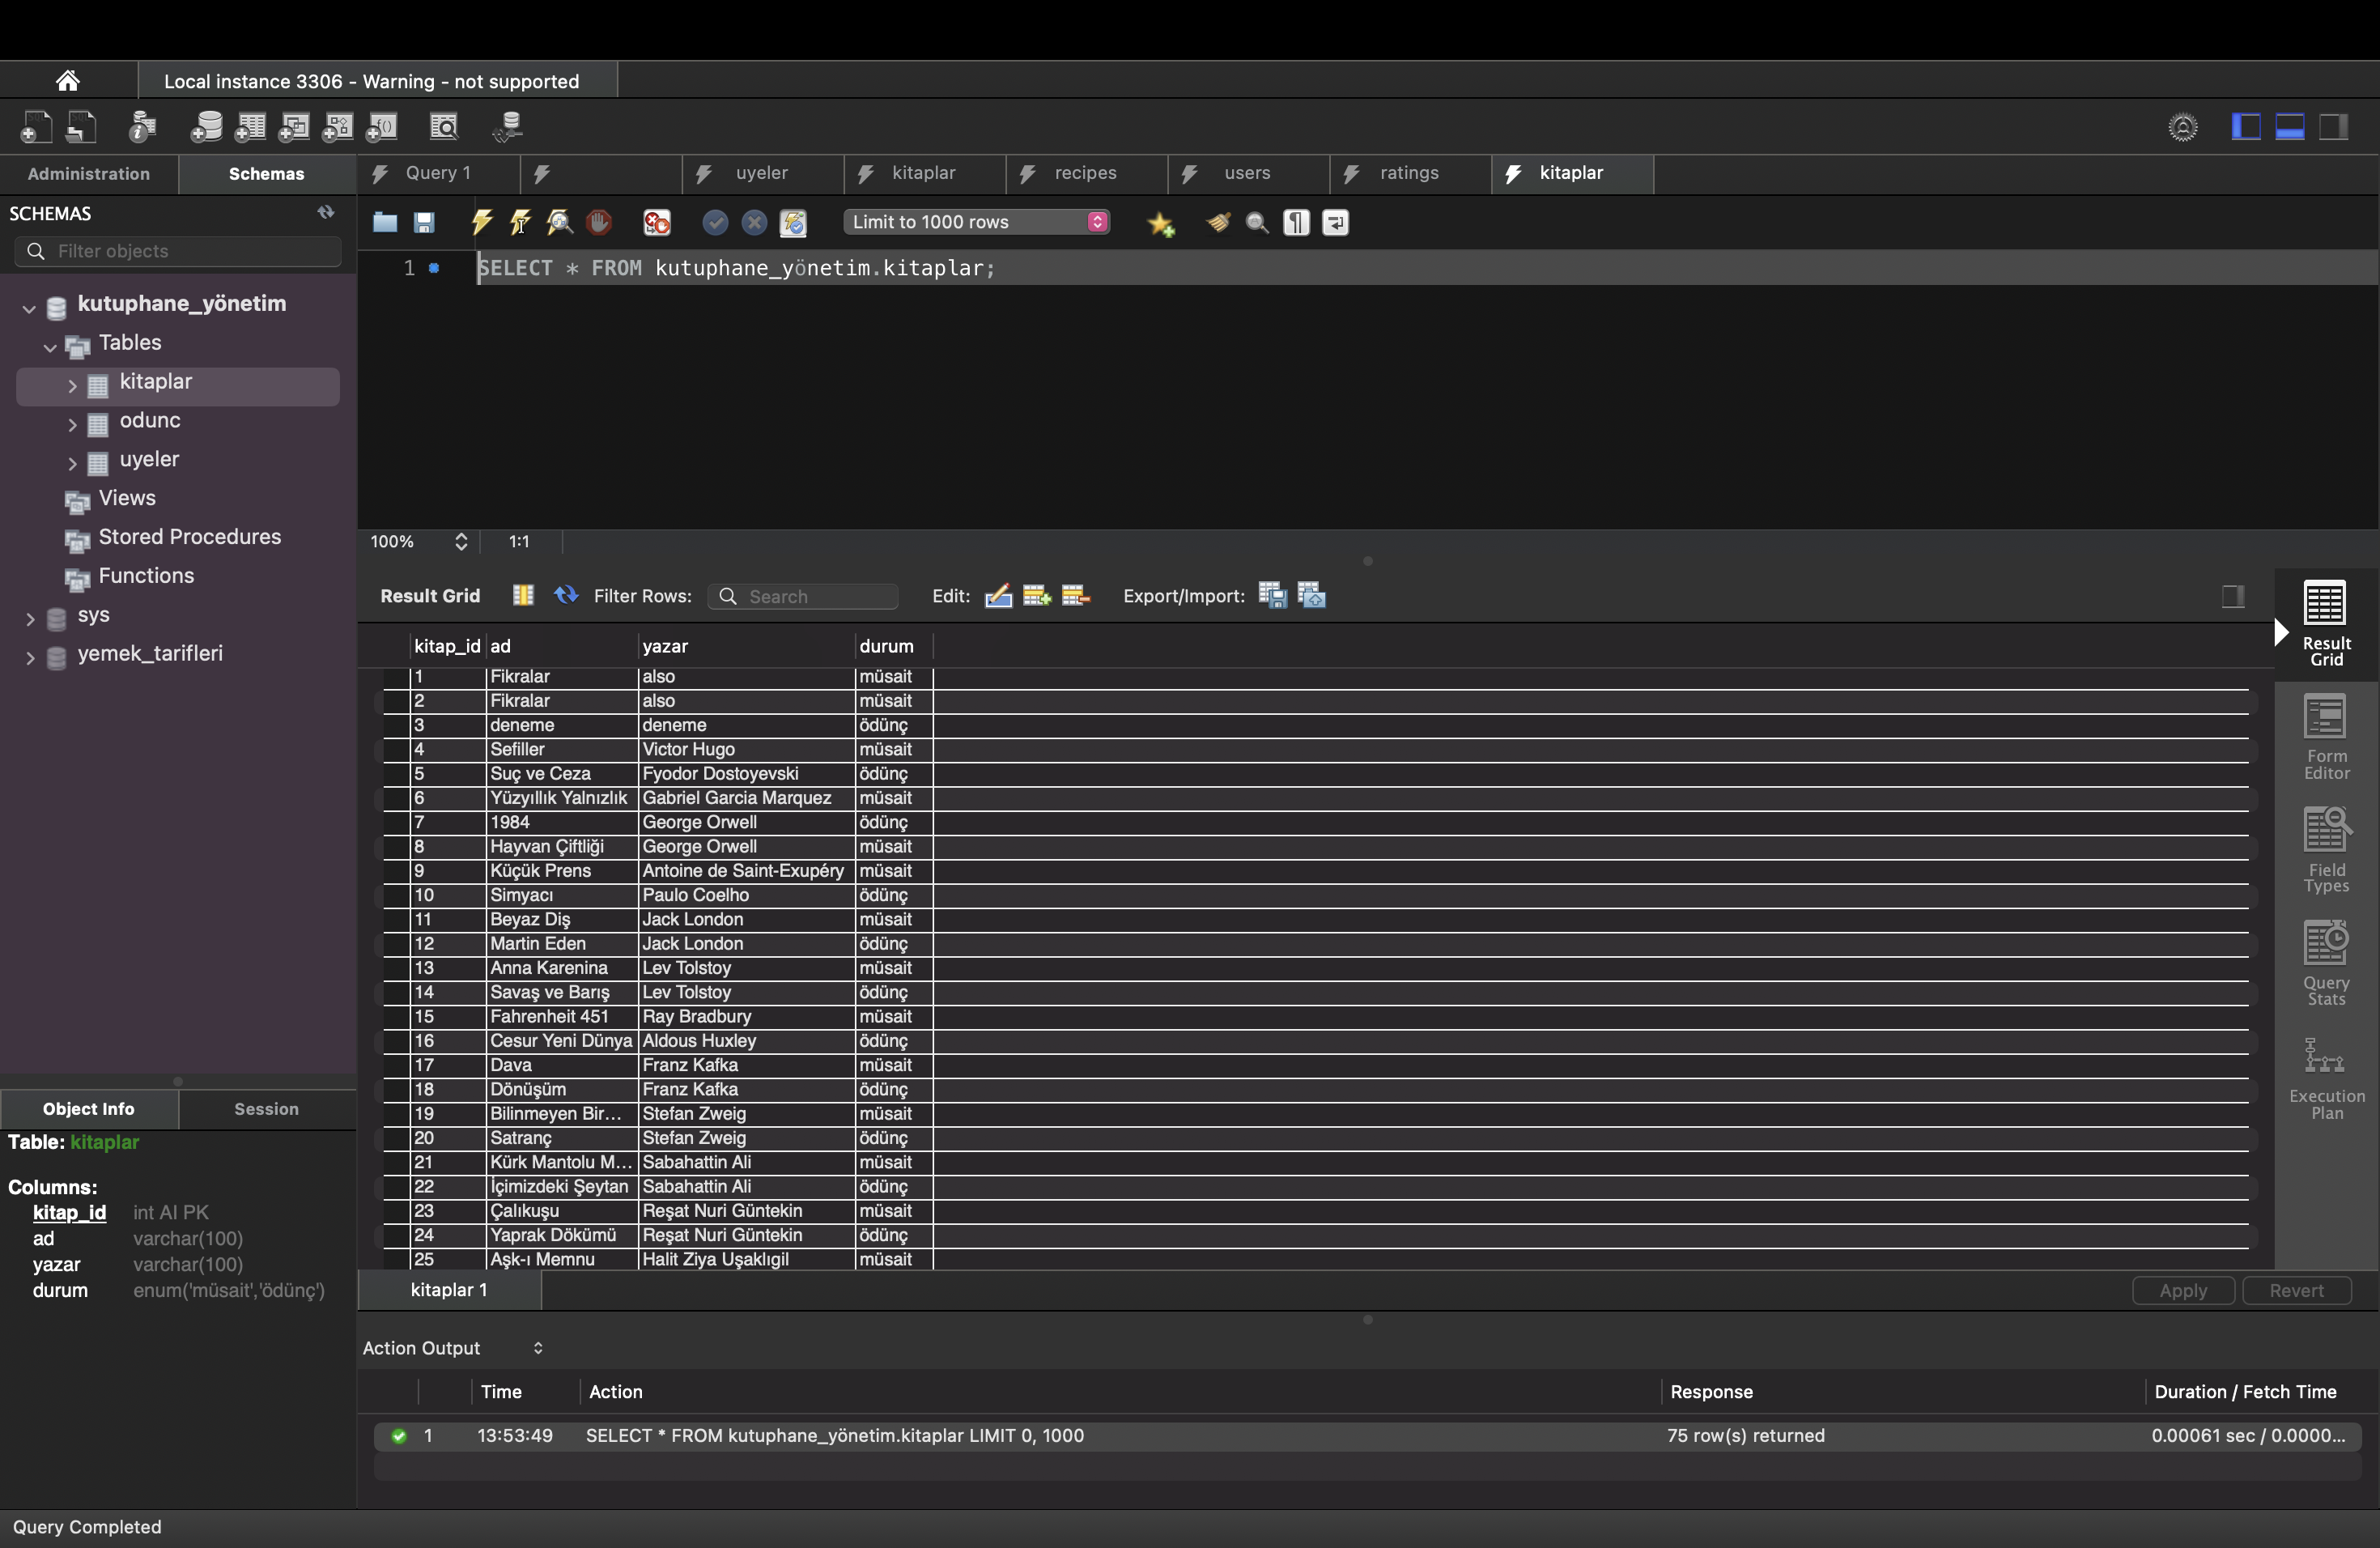 Local instance 3306 - Warning - not supported
Administration Schemas Query 1 uyeler kitaplar recipes users ratings kitaplar
SCHEMAS
Filter objects
Limit to 1000 rows
1 SELECT * FROM kutuphane_yönetim.kitaplar;
kutuphane_yönetim
Tables
kitaplar
odunc
uyeler
Views
Stored Procedures
Functions
sys
yemek_tarifleri
100% 1:1
Result Grid Filter Rows: Search Edit: Export/Import:
kitap_id ad yazar durum
1 Fikralar also müsait
2 Fikralar also müsait
3 deneme deneme ödünç
4 Sefiller Victor Hugo müsait
5 Suç ve Ceza Fyodor Dostoyevski ödünç
6 Yüzyıllık Yalnızlık Gabriel Garcia Marquez müsait
7 1984 George Orwell ödünç
8 Hayvan Çiftliği George Orwell müsait
9 Küçük Prens Antoine de Saint-Exupéry müsait
10 Simyacı Paulo Coelho ödünç
11 Beyaz Diş Jack London müsait
12 Martin Eden Jack London ödünç
13 Anna Karenina Lev Tolstoy müsait
14 Savaş ve Barış Lev Tolstoy ödünç
15 Fahrenheit 451 Ray Bradbury müsait
16 Cesur Yeni Dünya Aldous Huxley ödünç
17 Dava Franz Kafka müsait
18 Dönüşüm Franz Kafka ödünç
19 Bilinmeyen Bir... Stefan Zweig müsait
20 Satranç Stefan Zweig ödünç
21 Kürk Mantolu M... Sabahattin Ali müsait
22 İçimizdeki Şeytan Sabahattin Ali ödünç
23 Çalıkuşu Reşat Nuri Güntekin müsait
24 Yaprak Dökümü Reşat Nuri Güntekin ödünç
25 Aşk-ı Memnu Halit Ziya Uşaklıgil müsait
Result
Grid
Form
Editor
Field
Types
Query
Stats
Execution
Plan
Object Info Session
Table: kitaplar
Columns:
kitap_id int AI PK
ad varchar(100)
yazar varchar(100)
durum enum('müsait','ödünç')
kitaplar 1 Apply Revert
Action Output
Time Action Response Duration / Fetch Time
1 13:53:49 SELECT * FROM kutuphane_yönetim.kitaplar LIMIT 0, 1000 75 row(s) returned 0.00061 sec / 0.0000...
Query Completed